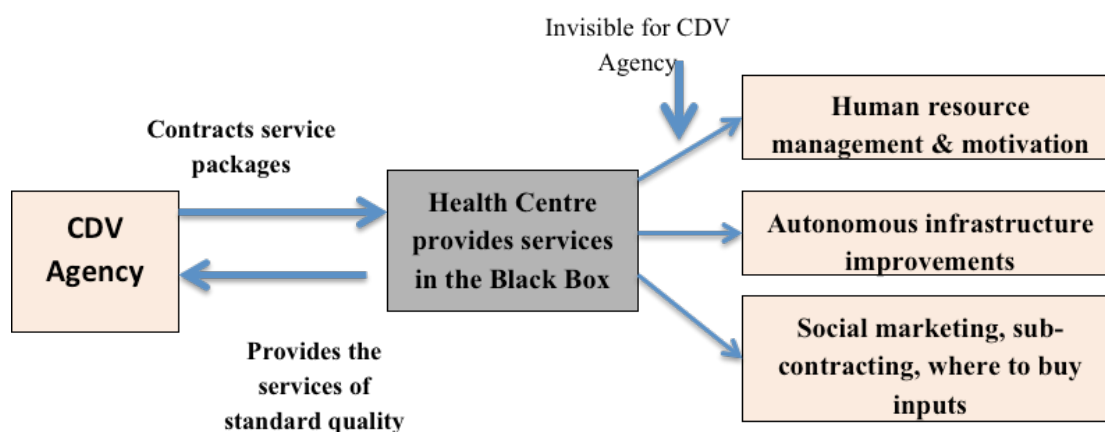 Invisible for CDV
Agency
Contracts service
packages
CDV
Agency
Provides the
services of
standard quality
Health Centre
provides services
in the Black Box
Human resource
management & motivation
Autonomous infrastructure
improvements
Social marketing, sub-
contracting, where to buy
inputs